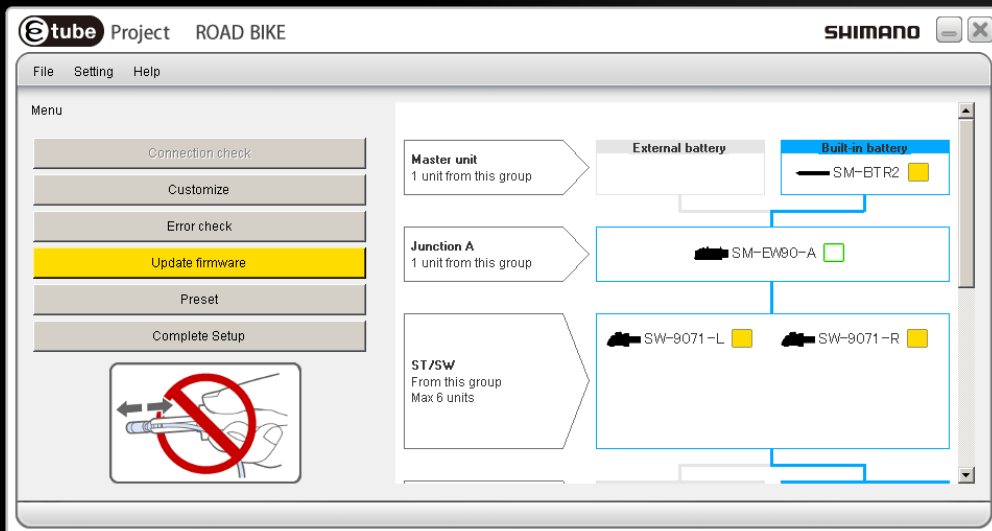 etube Project ROAD BIKE
SHIMANO
File Setting Help
Menu
Connection check
Customize
Error check
Update firmware
Preset
Complete Setup
Master unit
1 unit from this group
External battery
Built-in battery
SM-BTR2
Junction A
1 unit from this group
SM-EW90-A
ST/SW
From this group
Max 6 units
SW-9071-L
SW-9071-R